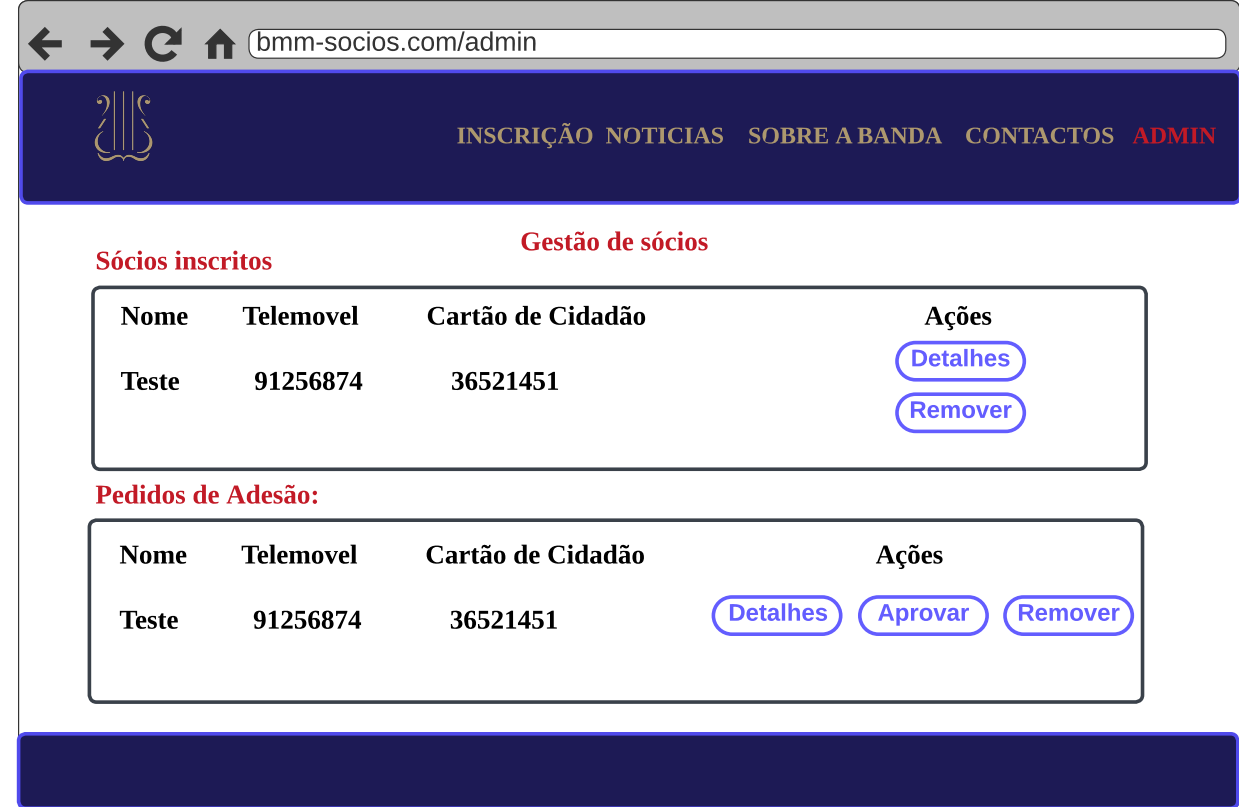 bmm-socios.com/admin
INSCRIÇÃO NOTICIAS SOBRE A BANDA CONTACTOS ADMIN
Gestão de sócios
Sócios inscritos
Nome Telemovel Cartão de Cidadão Ações
Detalhes
Teste 91256874 36521451
Remover
Pedidos de Adesão:
Nome Telemovel Cartão de Cidadão Ações
Teste 91256874 36521451 Detalhes Aprovar Remover